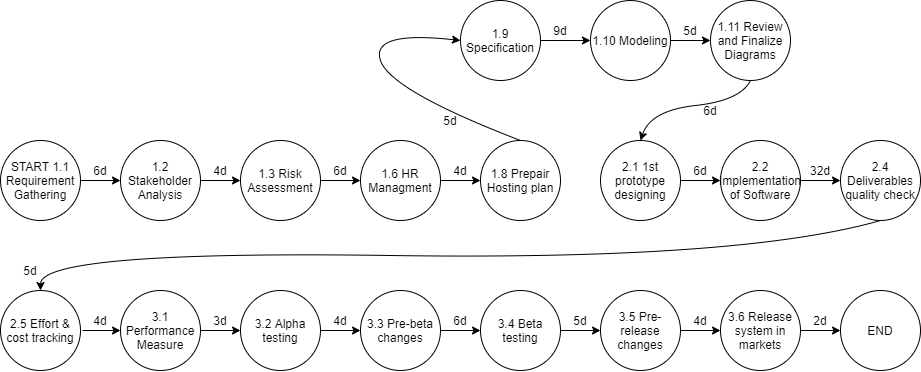 1.9
Specification
9d
1.10 Modeling
5d
1.11 Review
and Finalize
Diagrams
5d
6d
START 1.1
Requirement
Gathering
6d
1.2
Stakeholder
Analysis
4d
1.3 Risk
Assessment
6d
1.6 HR
Managment
4d
1.8 Prepair
Hosting plan
2.1 1st
prototype
designing
6d
2.2
mplementation
of Software
32d
2.4
Deliverables
quality check
5d
2.5 Effort &
cost tracking
4d
3.1
Performance
Measure
3d
3.2 Alpha
testing
4d
3.3 Pre-beta
changes
6d
3.4 Beta
testing
5d
3.5 Pre-
release
changes
4d
3.6 Release
system in
markets
2d
END